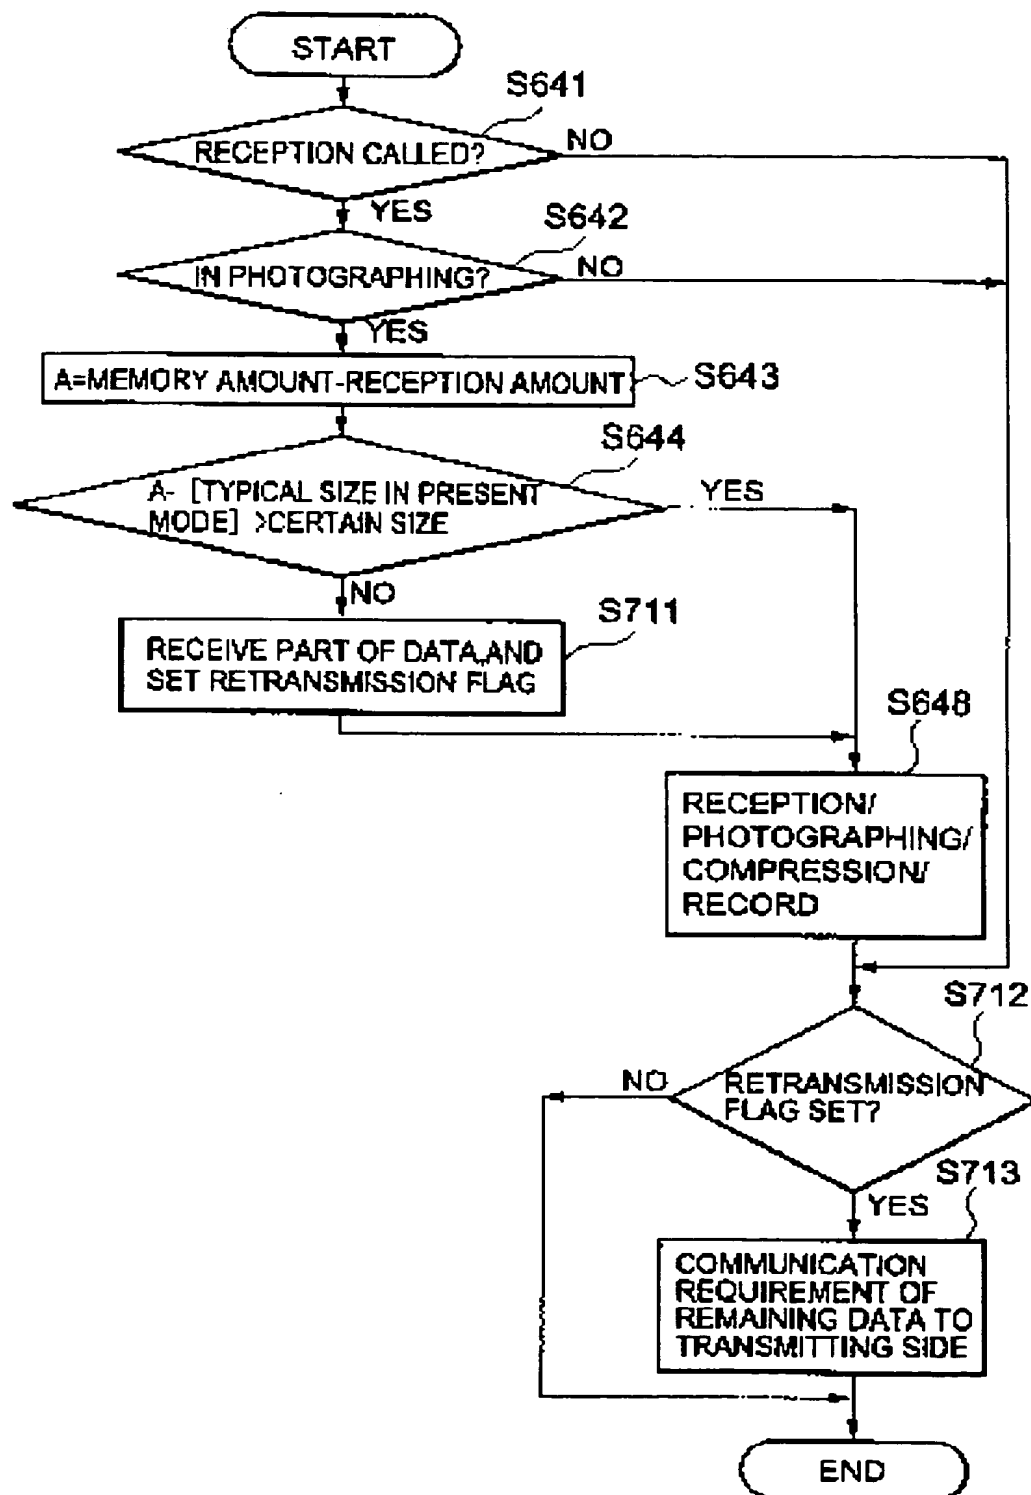 START
S641
RECEPTION CALLED?
NO
YES
S642
IN PHOTOGRAPHING?
NO
YES
A=MEMORY AMOUNT-RECEPTION AMOUNT
S643
S644
A- [TYPICAL SIZE IN PRESENT
MODE] >CERTAIN SIZE
YES
NO
S711
RECEIVE PART OF DATA,AND
SET RETRANSMISSION FLAG
S648
RECEPTION/
PHOTOGRAPHING/
COMPRESSION/
RECORD
S712
RETRANSMISSION
FLAG SET?
NO
S713
YES
COMMUNICATION
REQUIREMENT OF
REMAINING DATA TO
TRANSMITTING SIDE
END